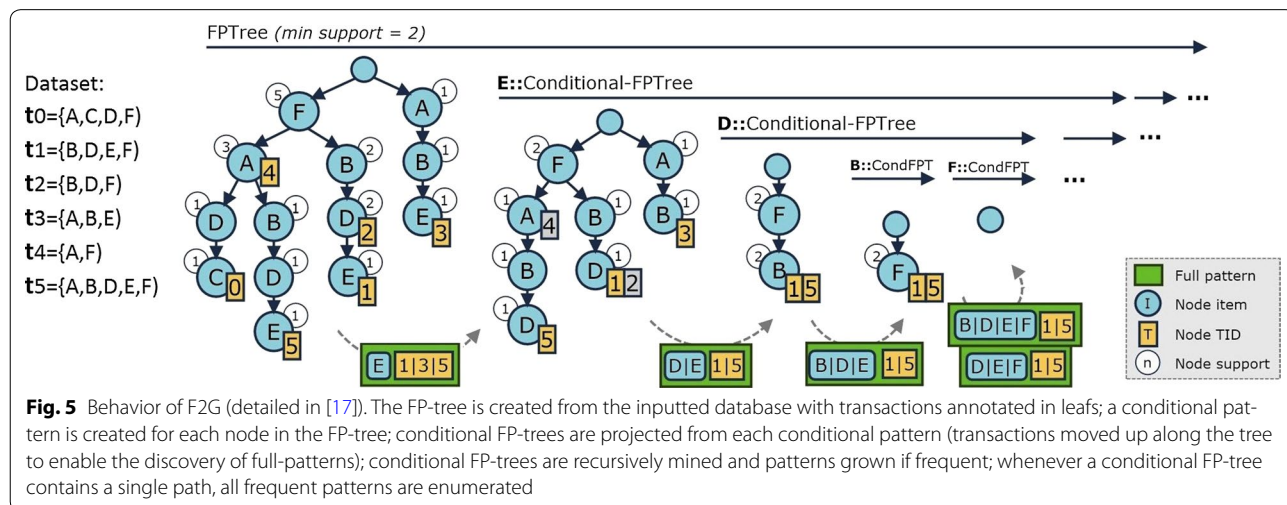 FPTree (min support = 2)
Dataset:
t0={A,C,D,F)
t1={B,D,E,F)
t2={B,D,F)
t3={A,B,E)
t4={A,F)
t5={A,B,D,E,F)
5 F
1 A
3 A 4
2 B
1 B
1 D
1 B
2 D 2
1 E 3
1 C 0
1 D
1 E 1
1 E 5
E 1|3|5
E::Conditional-FPTree
...
2 F
1 A
1 A 4
1 B
1 B 3
1 B
1 D 1 2
1 D 5
D|E 1|5
D::Conditional-FPTree
...
2 F
2 B 1|5
B|D|E 1|5
B::CondFPT
F::CondFPT
...
2 F 1|5
B|D|E|F 1|5
D|E|F 1|5
Full pattern
I Node item
T Node TID
n Node support
Fig. 5 Behavior of F2G (detailed in [17]). The FP-tree is created from the inputted database with transactions annotated in leafs; a conditional pat-
tern is created for each node in the FP-tree; conditional FP-trees are projected from each conditional pattern (transactions moved up along the tree
to enable the discovery of full-patterns); conditional FP-trees are recursively mined and patterns grown if frequent; whenever a conditional FP-tree
contains a single path, all frequent patterns are enumerated